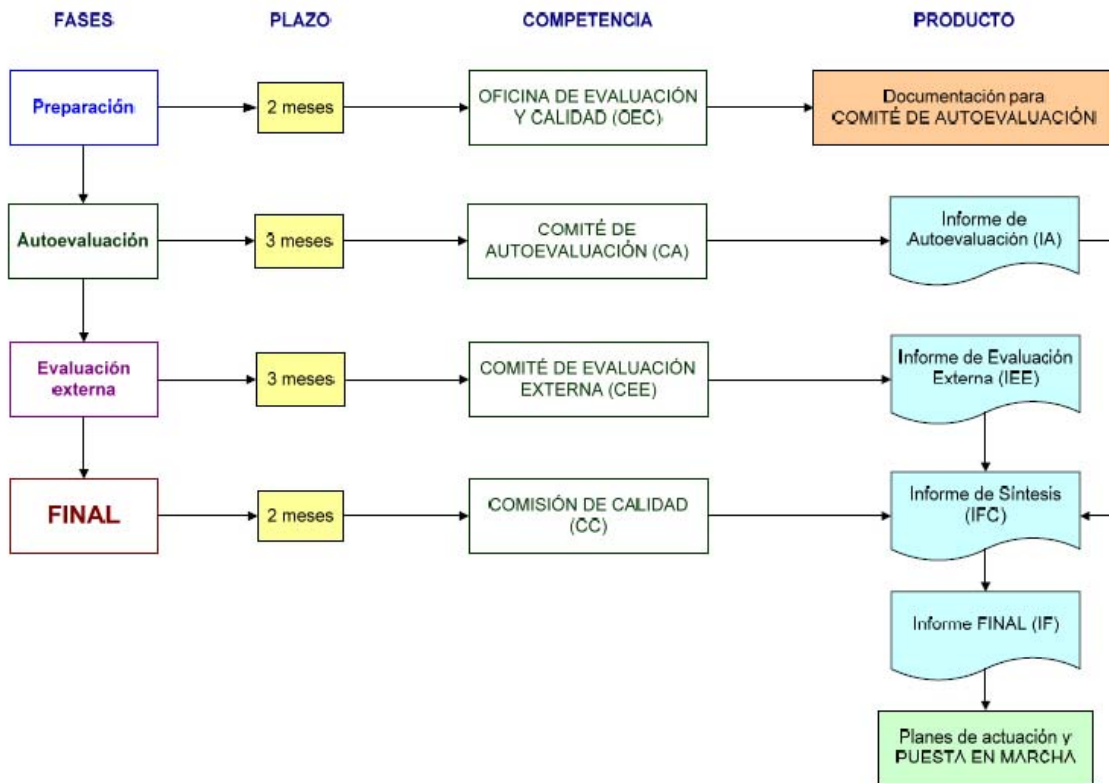 FASES PLAZO COMPETENCIA PRODUCTO
Preparación
2 meses
OFICINA DE EVALUACIÓN
Y CALIDAD (OEC)
Documentación para
COMITÉ DE AUTOEVALUACIÓN
Autoevaluación
3 meses
COMITÉ DE
AUTOEVALUACIÓN (CA)
Informe de
Autoevaluación (IA)
Evaluación
externa
3 meses
COMITÉ DE EVALUACIÓN
EXTERNA (CEE)
Informe de Evaluación
Externa (IEE)
FINAL
2 meses
COMISIÓN DE CALIDAD
(CC)
Informe de Síntesis
(IFC)
Informe FINAL (IF)
Planes de actuación y
PUESTA EN MARCHA